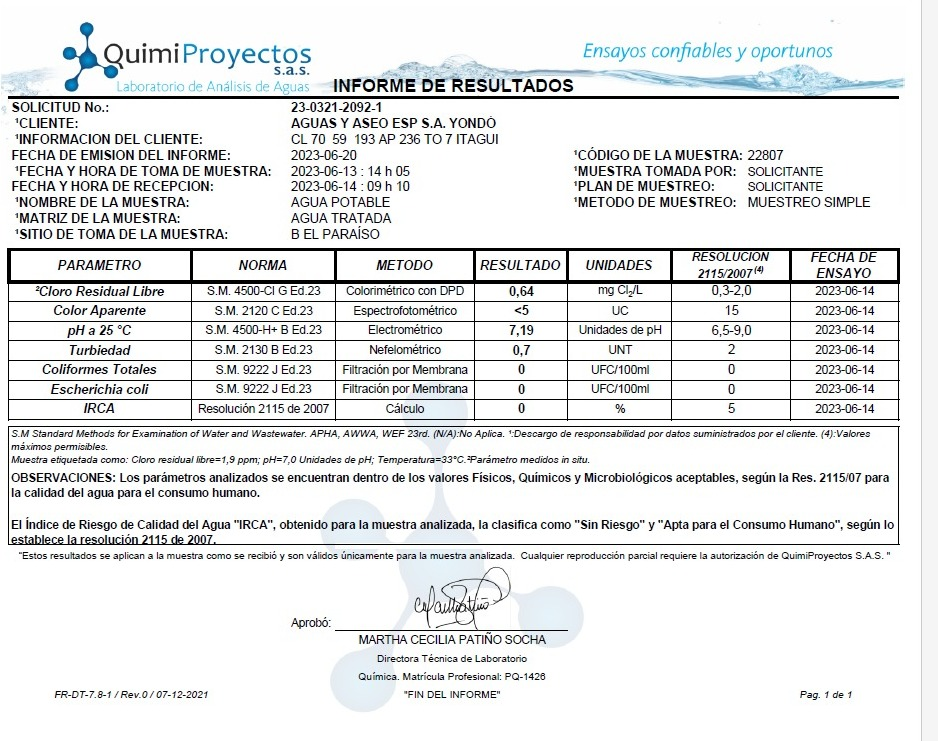 QuimiProyectos
s.a.s.
Laboratorio de Análisis de Aguas
Ensayos confiables y oportunos
INFORME DE RESULTADOS
SOLICITUD No.: 23-0321-2092-1
¹CLIENTE: AGUAS Y ASEO ESP S.A. YONDÓ
¹INFORMACION DEL CLIENTE: CL 70 59 193 AP 236 TO 7 ITAGUI
FECHA DE EMISION DEL INFORME: 2023-06-20 ¹CÓDIGO DE LA MUESTRA: 22807
¹FECHA Y HORA DE TOMA DE MUESTRA: 2023-06-13 : 14 h 05 ¹MUESTRA TOMADA POR: SOLICITANTE
FECHA Y HORA DE RECEPCION: 2023-06-14 : 09 h 10 ¹PLAN DE MUESTREO: SOLICITANTE
¹NOMBRE DE LA MUESTRA: AGUA POTABLE ¹METODO DE MUESTREO: MUESTREO SIMPLE
¹MATRIZ DE LA MUESTRA: AGUA TRATADA
¹SITIO DE TOMA DE LA MUESTRA: B EL PARAÍSO
PARAMETRO NORMA METODO RESULTADO UNIDADES RESOLUCION 2115/2007 (4) FECHA DE ENSAYO
²Cloro Residual Libre S.M. 4500-Cl G Ed.23 Colorimétrico con DPD 0,64 mg Cl₂/L 0,3-2,0 2023-06-14
Color Aparente S.M. 2120 C Ed.23 Espectrofotométrico <5 UC 15 2023-06-14
pH a 25 °C S.M. 4500-H+ B Ed.23 Electrométrico 7,19 Unidades de pH 6,5-9,0 2023-06-14
Turbiedad S.M. 2130 B Ed.23 Nefelométrico 0,7 UNT 2 2023-06-14
Coliformes Totales S.M. 9222 J Ed.23 Filtración por Membrana 0 UFC/100ml 0 2023-06-14
Escherichia coli S.M. 9222 J Ed.23 Filtración por Membrana 0 UFC/100ml 0 2023-06-14
IRCA Resolución 2115 de 2007 Cálculo 0 % 5 2023-06-14
S.M Standard Methods for Examination of Water and Wastewater. APHA, AWWA, WEF 23rd. (N/A):No Aplica. ¹:Descargo de responsabilidad por datos suministrados por el cliente. (4):Valores
máximos permisibles.
Muestra etiquetada como: Cloro residual libre=1,9 ppm; pH=7,0 Unidades de pH; Temperatura=33°C.²Parámetro medidos in situ.
OBSERVACIONES: Los parámetros analizados se encuentran dentro de los valores Físicos, Químicos y Microbiológicos aceptables, según la Res. 2115/07 para
la calidad del agua para el consumo humano.
El Índice de Riesgo de Calidad del Agua "IRCA", obtenido para la muestra analizada, la clasifica como "Sin Riesgo" y "Apta para el Consumo Humano", según lo
establece la resolución 2115 de 2007.
"Estos resultados se aplican a la muestra como se recibió y son válidos únicamente para la muestra analizada. Cualquier reproducción parcial requiere la autorización de QuimiProyectos S.A.S. "
Aprobó:
MARTHA CECILIA PATIÑO SOCHA
Directora Técnica de Laboratorio
Química. Matrícula Profesional: PQ-1426
FR-DT-7.8-1 / Rev.0 / 07-12-2021 "FIN DEL INFORME" Pag. 1 de 1